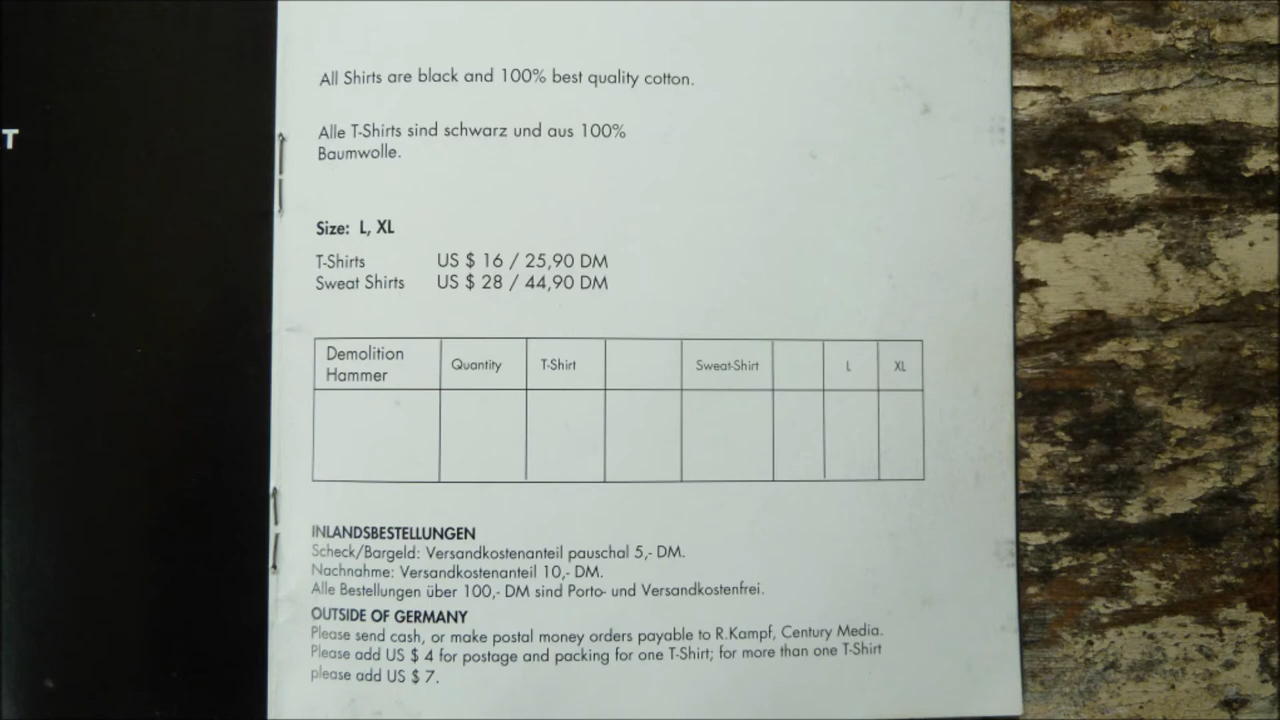 T
All Shirts are black and 100% best quality cotton.
Alle T-Shirts sind schwarz und aus 100%
Baumwolle.
Size: L, XL
T-Shirts US $ 16 / 25,90 DM
Sweat Shirts US $ 28 / 44,90 DM
Demolition
Hammer
Quantity T-Shirt Sweat-Shirt L XL
INLANDSBESTELLUNGEN
Scheck/Bargeld: Versandkostenanteil pauschal 5,- DM.
Nachnahme: Versandkostenanteil 10,- DM.
Alle Bestellungen über 100,- DM sind Porto- und Versandkostenfrei.
OUTSIDE OF GERMANY
Please send cash, or make postal money orders payable to R.Kampf, Century Media.
Please add US $ 4 for postage and packing for one T-Shirt; for more than one T-Shirt
please add US $ 7.